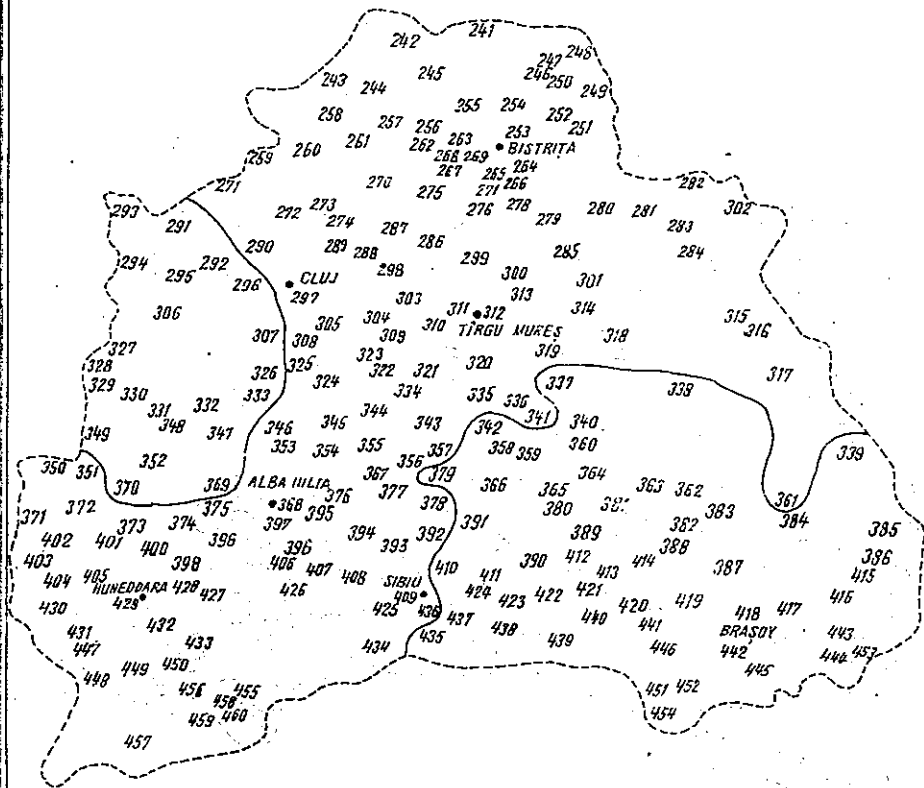 241
242
247 248
245 246 250
243 244 249
255 254 252
258 257 256 253 251
260 261 262 263 BISTRIȚA
259 268 269 264
267 265 266
271 270 275 271 282
272 273 276 278 280 281 302
293 291 274 287 279 283
290 289 288 286 285 284
294 292 298 299
295 296 CLUJ 300 301
297 303 313
306 304 311 312 314 315
305 310 TÎRGU MUREȘ 316
307 308 309 318
327 323 319
328 326 325 322 321 320 317
329 324 337 338
330 333 334 335 336
331 332 344 341
348 346 345 343 342 340
349 347 353 354 355 357 358 359 360 339
352 356
350 351 367 379 364
370 369 ALBA IULIA 376 377 366 365 363 362 361
372 375 368 378 380 381 383
371 373 374 397 395 391 382 384 385
402 401 400 396 394 392 389
403 398 396 393 388 386
404 405 406 407 408 410 411 390 412 413 414 387 415
HUNEDDARA 428 427 426 SIBIU 424 421 416
430 429 409 423 422 420 419 417
425 436 437 440 418
431 432 438 441 BRAȘOY 443
447 433 434 435 439 446 442 444 453
448 449 450 445
456 455 451 452
458
459 460 454
457